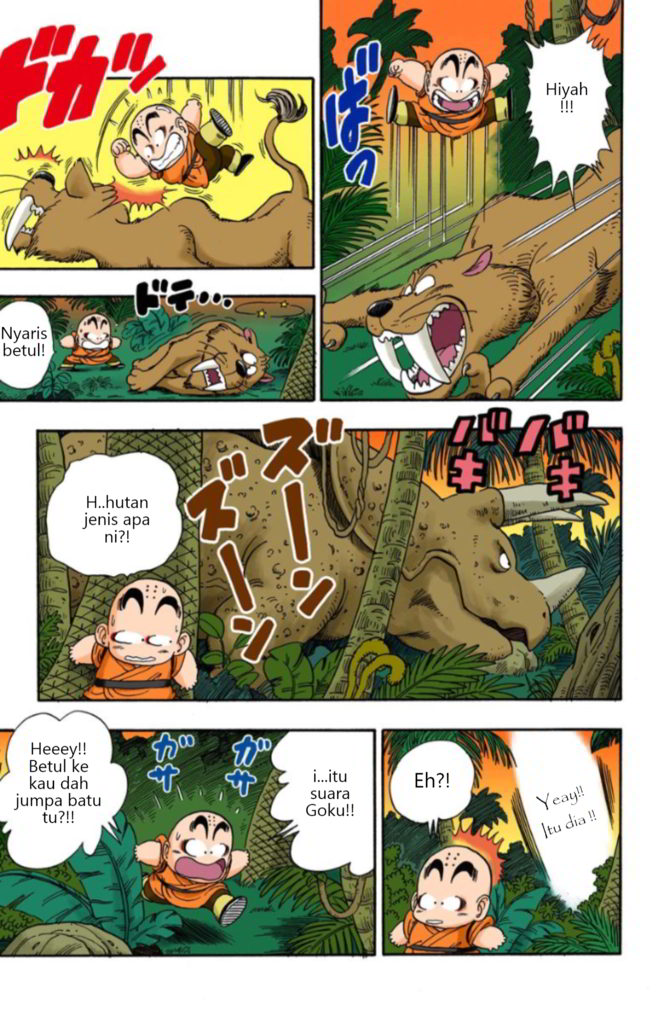 Hiyah
!!!
ばっ
ドカッ
Nyaris
betul!
ドテ…
バキ
バキ
ズーン
ズーン
H..hutan
jenis apa
ni?!
Yeay!!
Itu dia !!
Eh?!
i...itu
suara
Goku!!
ガサ
ガサ
Heeey!!
Betul ke
kau dah
jumpa batu
tu?!!